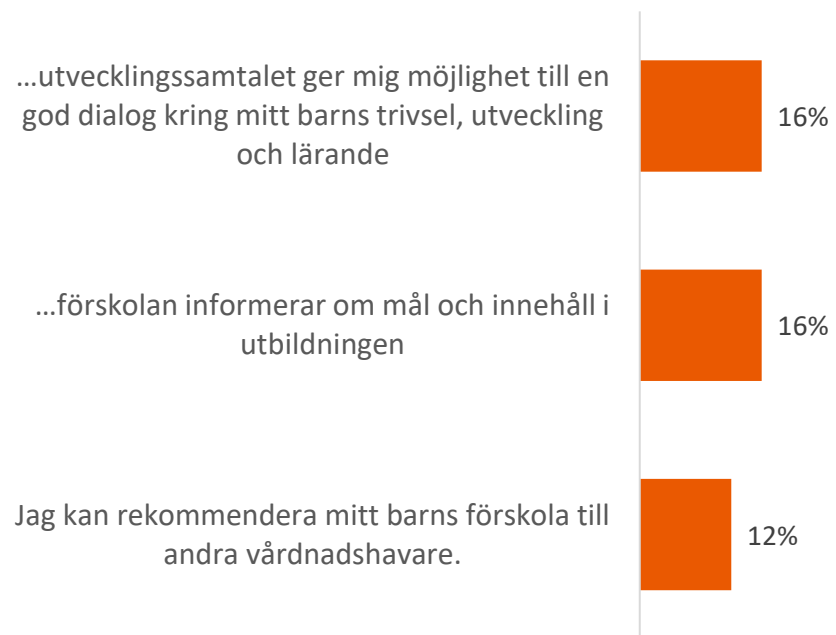 ...utvecklingssamtalet ger mig möjlighet till en
god dialog kring mitt barns trivsel, utveckling
och lärande
16%
...förskolan informerar om mål och innehåll i
utbildningen
16%
Jag kan rekommendera mitt barns förskola till
andra vårdnadshavare.
12%